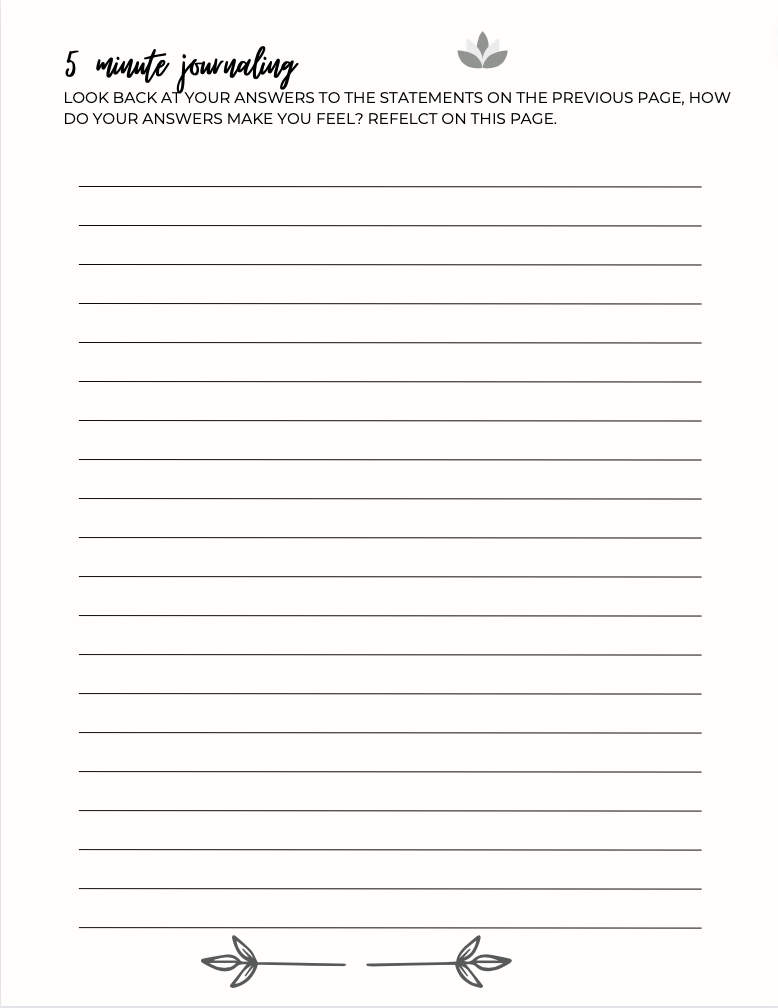 5 minute journaling
LOOK BACK AT YOUR ANSWERS TO THE STATEMENTS ON THE PREVIOUS PAGE, HOW
DO YOUR ANSWERS MAKE YOU FEEL? REFELCT ON THIS PAGE.